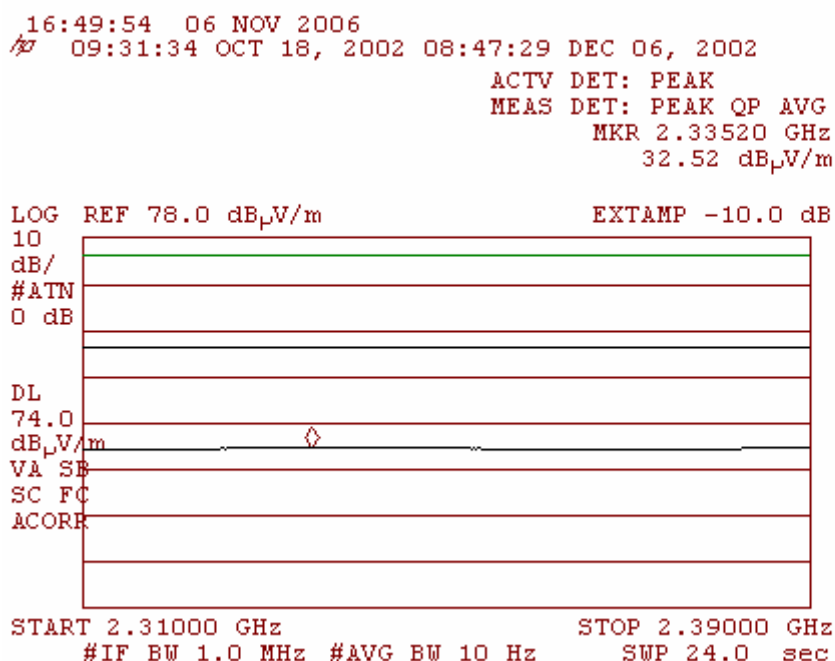 16:49:54 06 NOV 2006
hp 09:31:34 OCT 18, 2002 08:47:29 DEC 06, 2002
ACTV DET: PEAK
MEAS DET: PEAK QP AVG
MKR 2.33520 GHz
32.52 dBµV/m
LOG REF 78.0 dBµV/m EXTAMP -10.0 dB
10
dB/
#ATN
0 dB
DL
74.0
dBµV/m
VA SB
SC FC
ACORR
START 2.31000 GHz STOP 2.39000 GHz
#IF BW 1.0 MHz #AVG BW 10 Hz SWP 24.0 sec